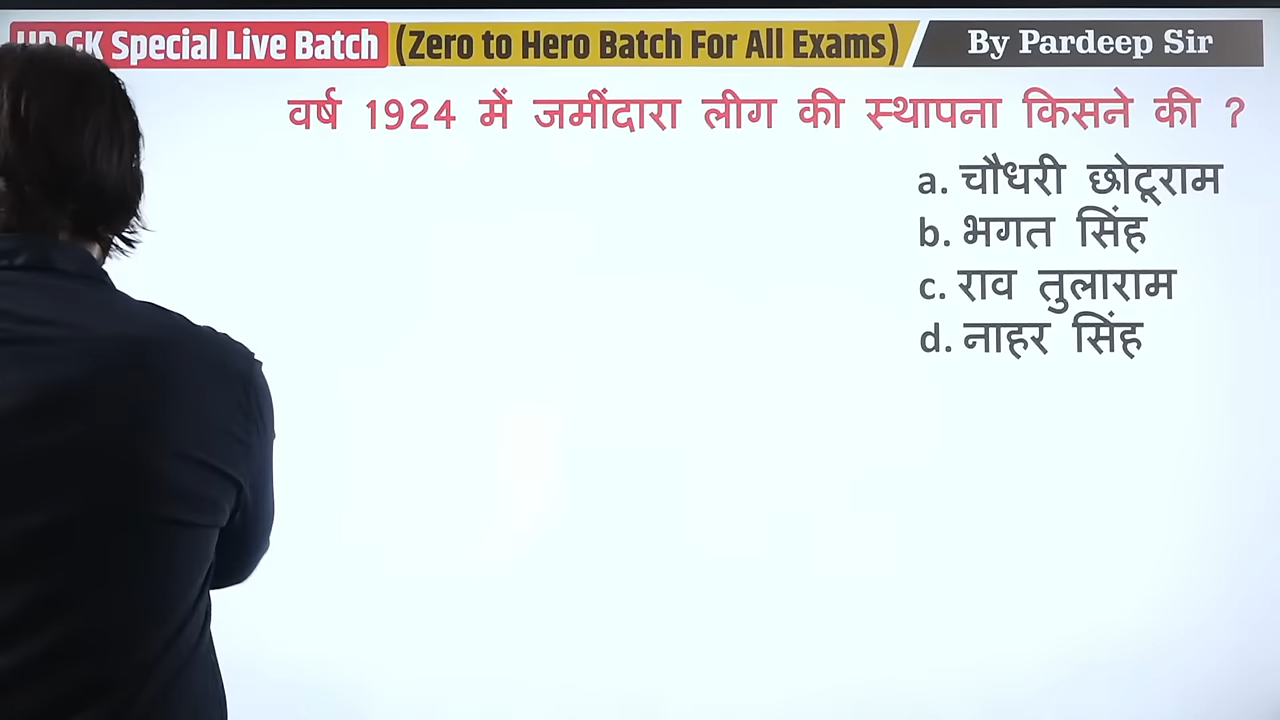 GK Special Live Batch (Zero to Hero Batch For All Exams) By Pardeep Sir
वर्ष 1924 में जमींदारा लीग की स्थापना किसने की ?
a. चौधरी छोटूराम
b. भगत सिंह
c. राव तुलाराम
d. नाहर सिंह